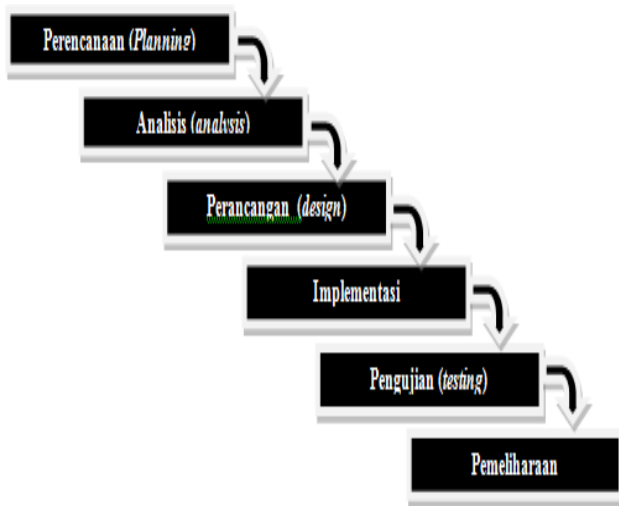 Perencanaan (Planning)
Analisis (analysis)
Perancangan (design)
Implementasi
Pengujian (testing)
Pemeliharaan